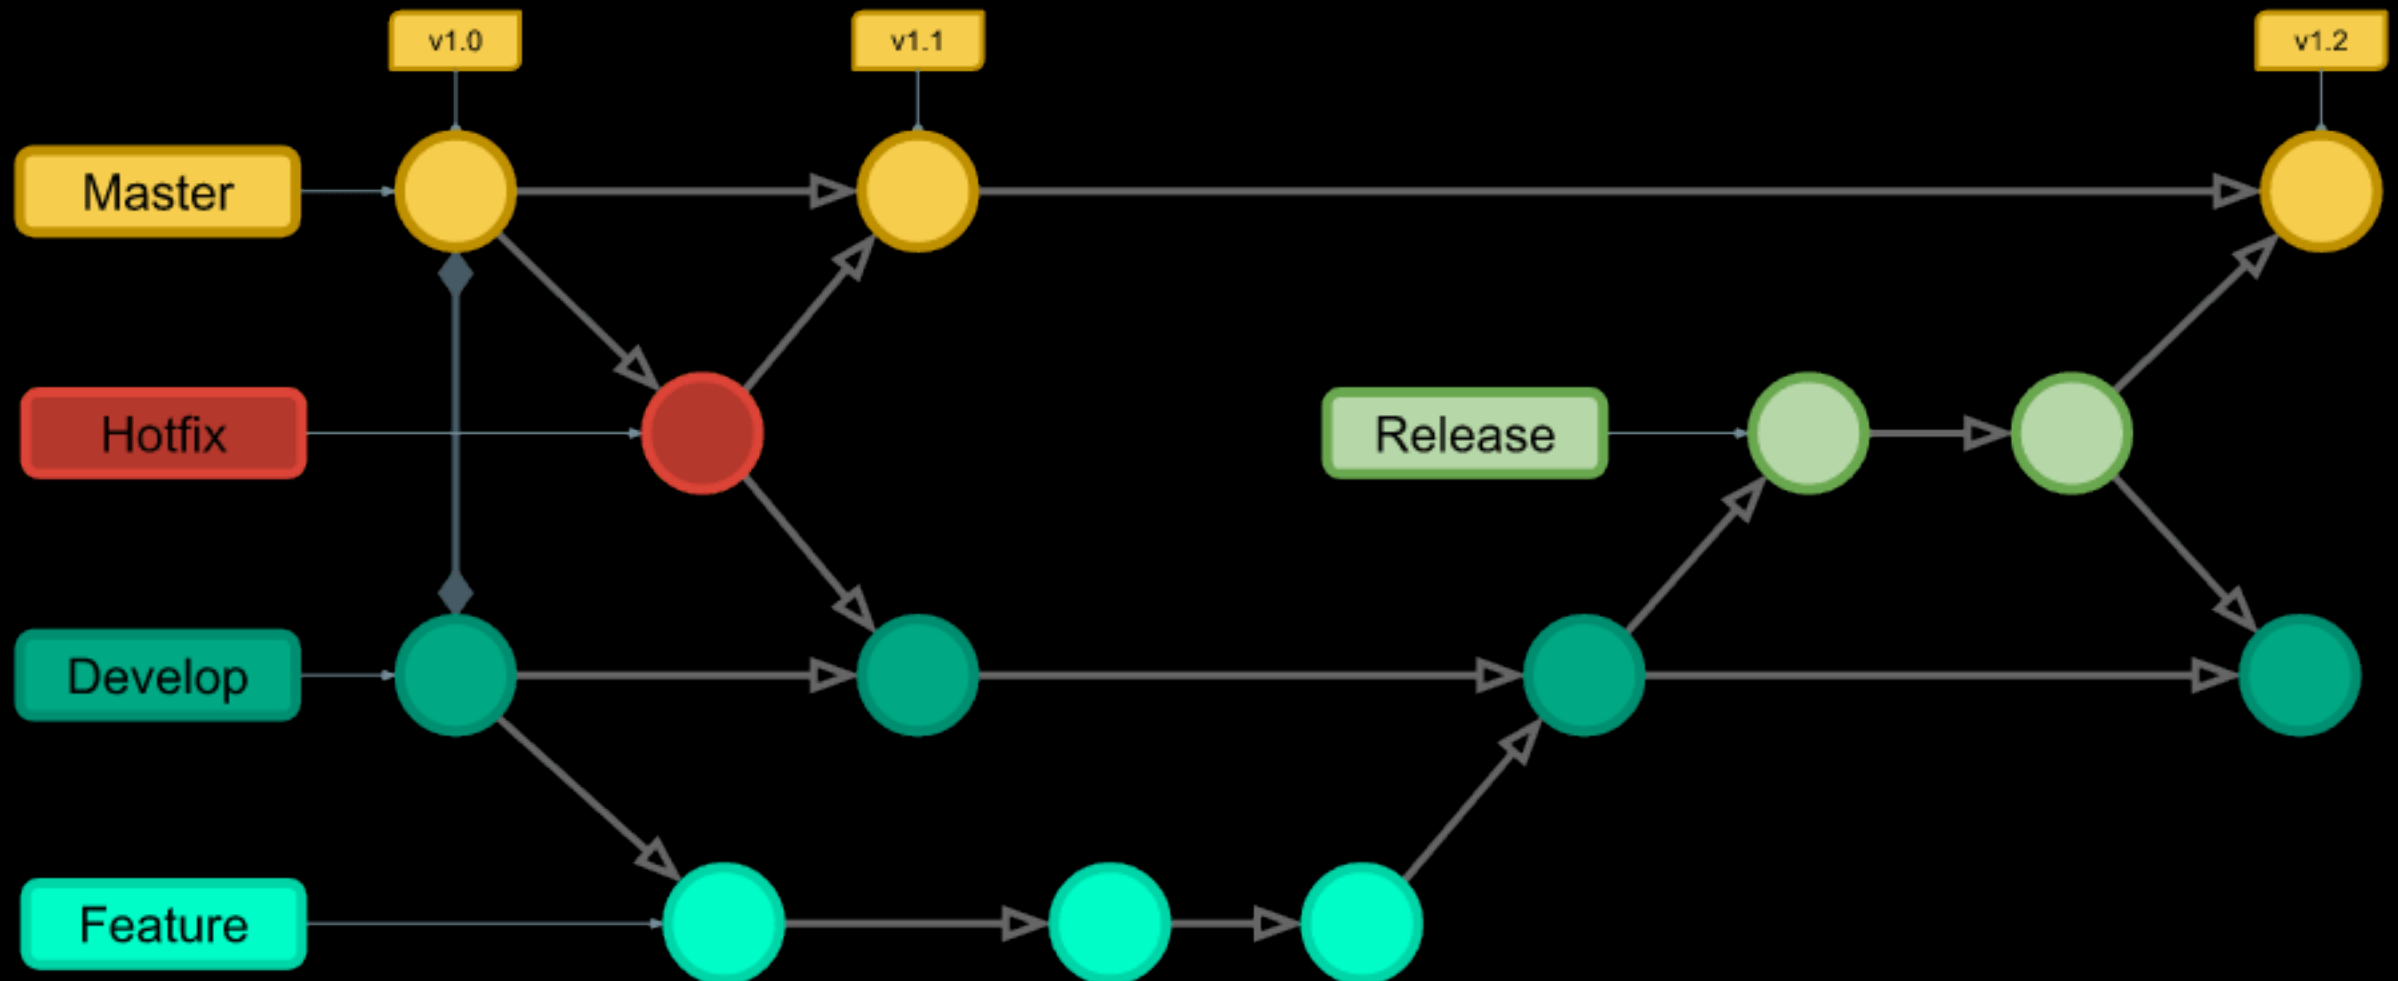 v1.0
v1.1
v1.2
Master
Hotfix
Release
Develop
Feature